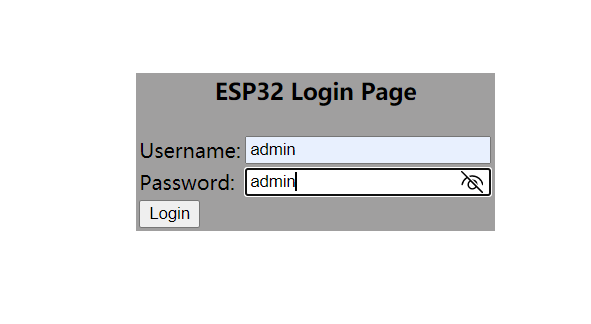 ESP32 Login Page
Username: admin
Password: admin
Login